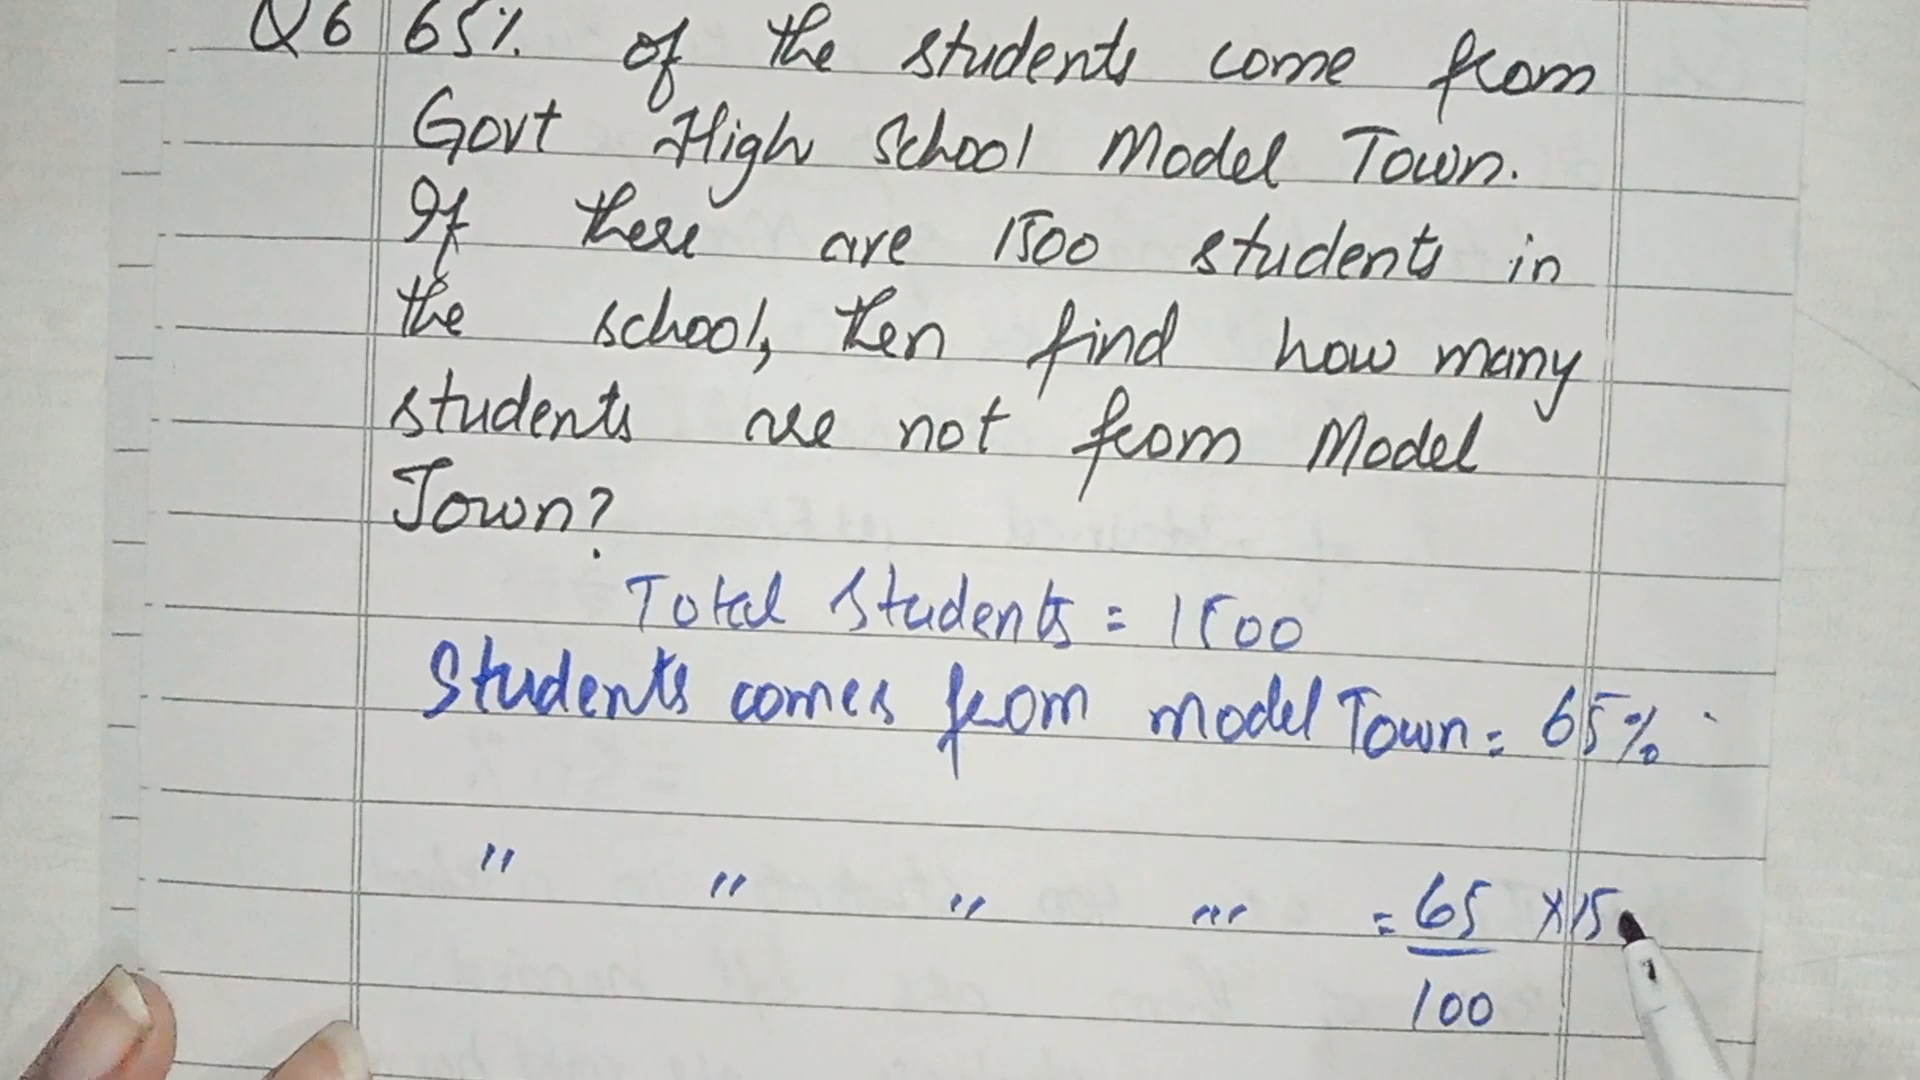 Q6 65% of the students come from
Govt High School Model Town.
If there are 1500 students in
the school, then find how many
students are not from Model
Town?
Total Students = 1500
Students comes from model Town = 65%
" " " " = 65 × 15
100